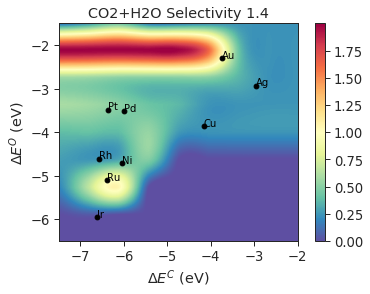 CO2+H2O Selectivity 1.4
−2
−3
−4
−5
−6
ΔE^O (eV)
Au
Ag
Pt
Pd
Cu
Rh
Ni
Ru
Ir
−7
−6
−5
−4
−3
−2
ΔE^C (eV)
1.75
1.50
1.25
1.00
0.75
0.50
0.25
0.00